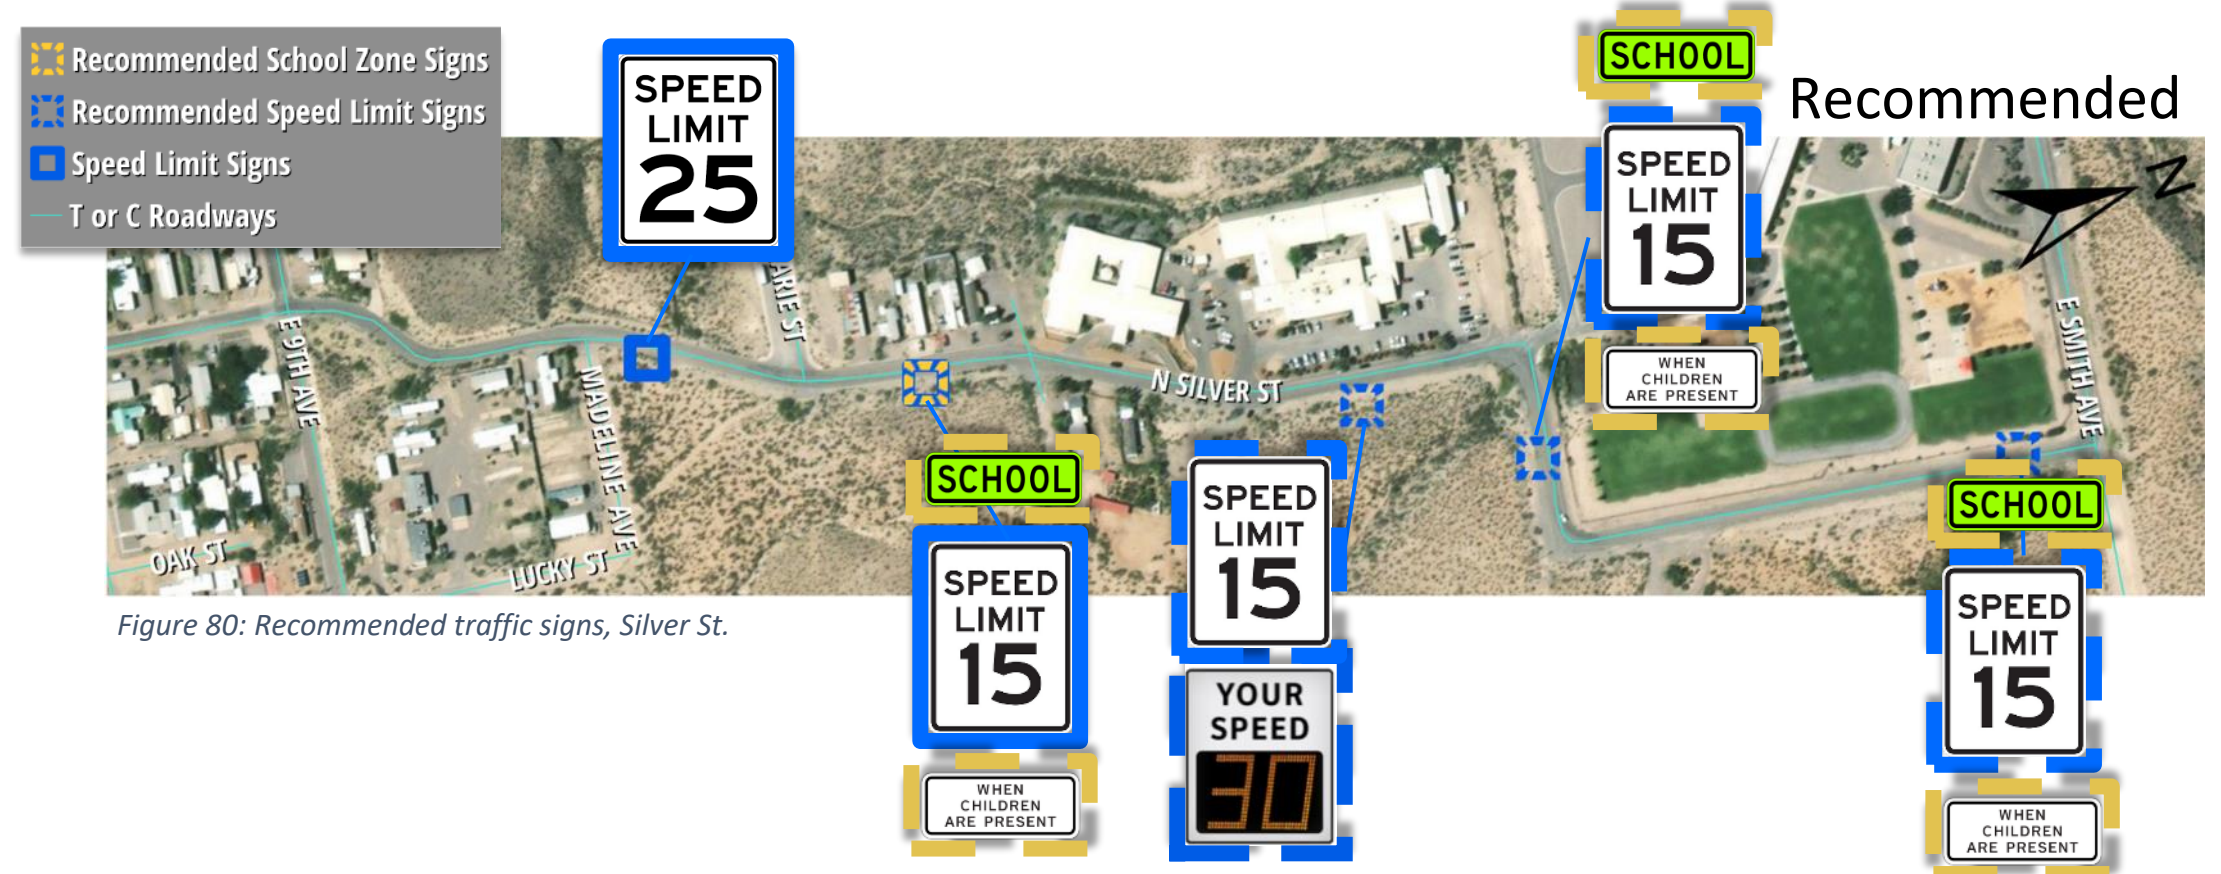 Recommended School Zone Signs
Recommended Speed Limit Signs
Speed Limit Signs
T or C Roadways
SPEED
LIMIT
25
SCHOOL
SPEED
LIMIT
15
WHEN
CHILDREN
ARE PRESENT
Recommended
N
E 9TH AVE
MADELINE AVE
ARIE ST
N SILVER ST
E SMITH AVE
OAK ST
LUCKY ST
SCHOOL
SPEED
LIMIT
15
WHEN
CHILDREN
ARE PRESENT
SPEED
LIMIT
15
YOUR
SPEED
30
SCHOOL
SPEED
LIMIT
15
WHEN
CHILDREN
ARE PRESENT
Figure 80: Recommended traffic signs, Silver St.